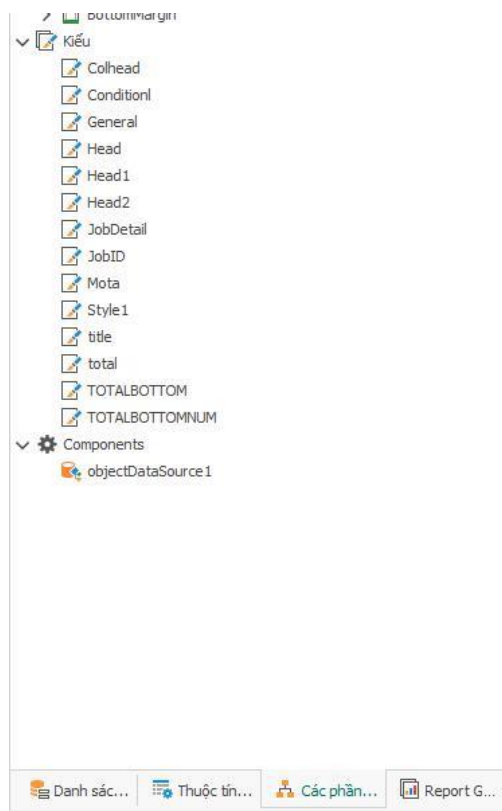 BottomMargin
Kiểu
Colhead
Conditionl
General
Head
Head1
Head2
JobDetail
JobID
Mota
Style1
title
total
TOTALBOTTOM
TOTALBOTTOMNUM
Components
objectDataSource1
Danh sác... Thuộc tín... Các phần... Report G...